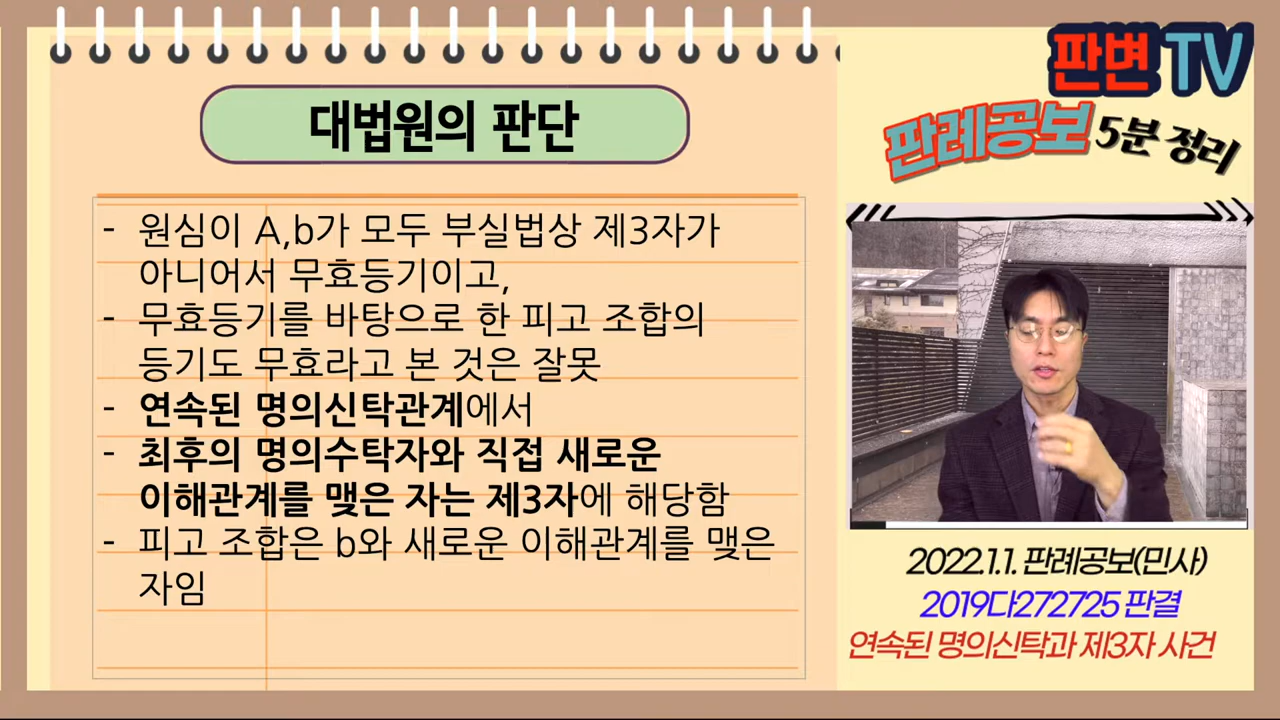 판변 TV
판례공보 5분 정리
대법원의 판단
- 원심이 A,b가 모두 부실법상 제3자가
아니어서 무효등기이고,
- 무효등기를 바탕으로 한 피고 조합의
등기도 무효라고 본 것은 잘못
- 연속된 명의신탁관계에서
- 최후의 명의수탁자와 직접 새로운
이해관계를 맺은 자는 제3자에 해당함
- 피고 조합은 b와 새로운 이해관계를 맺은
자임
2022.1.1. 판례공보(민사)
2019다272725 판결
연속된 명의신탁과 제3자 사건